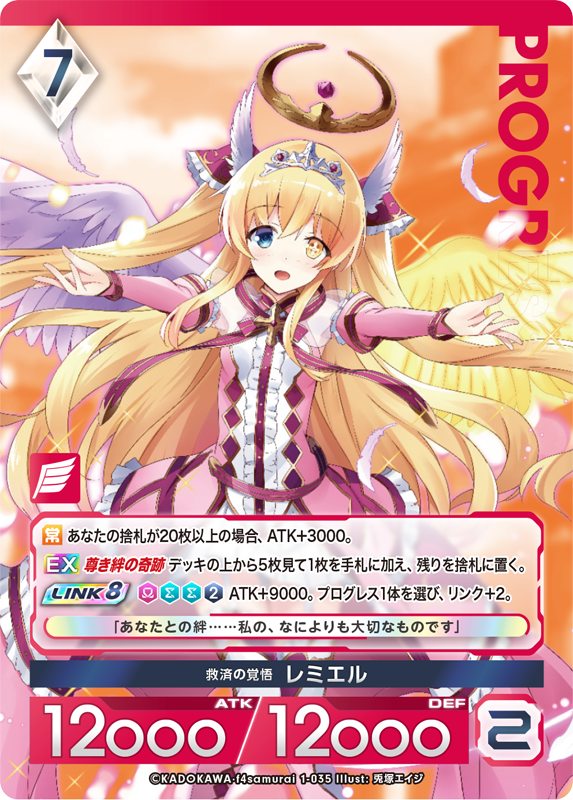 7
PROGR
常 あなたの捨札が20枚以上の場合、ATK+3000。
EX 尊き絆の奇跡 デッキの上から5枚見て1枚を手札に加え、残りを捨札に置く。
LINK 8 Ω Σ Σ 2 ATK+9000。プログレス1体を選び、リンク+2。
「あなたとの絆……私の、なによりも大切なものです」
救済の覚悟 レミエル
ATK DEF
12000/12000 2
©KADOKAWA-f4samurai 1-035 Illust: 兎塚エイジ